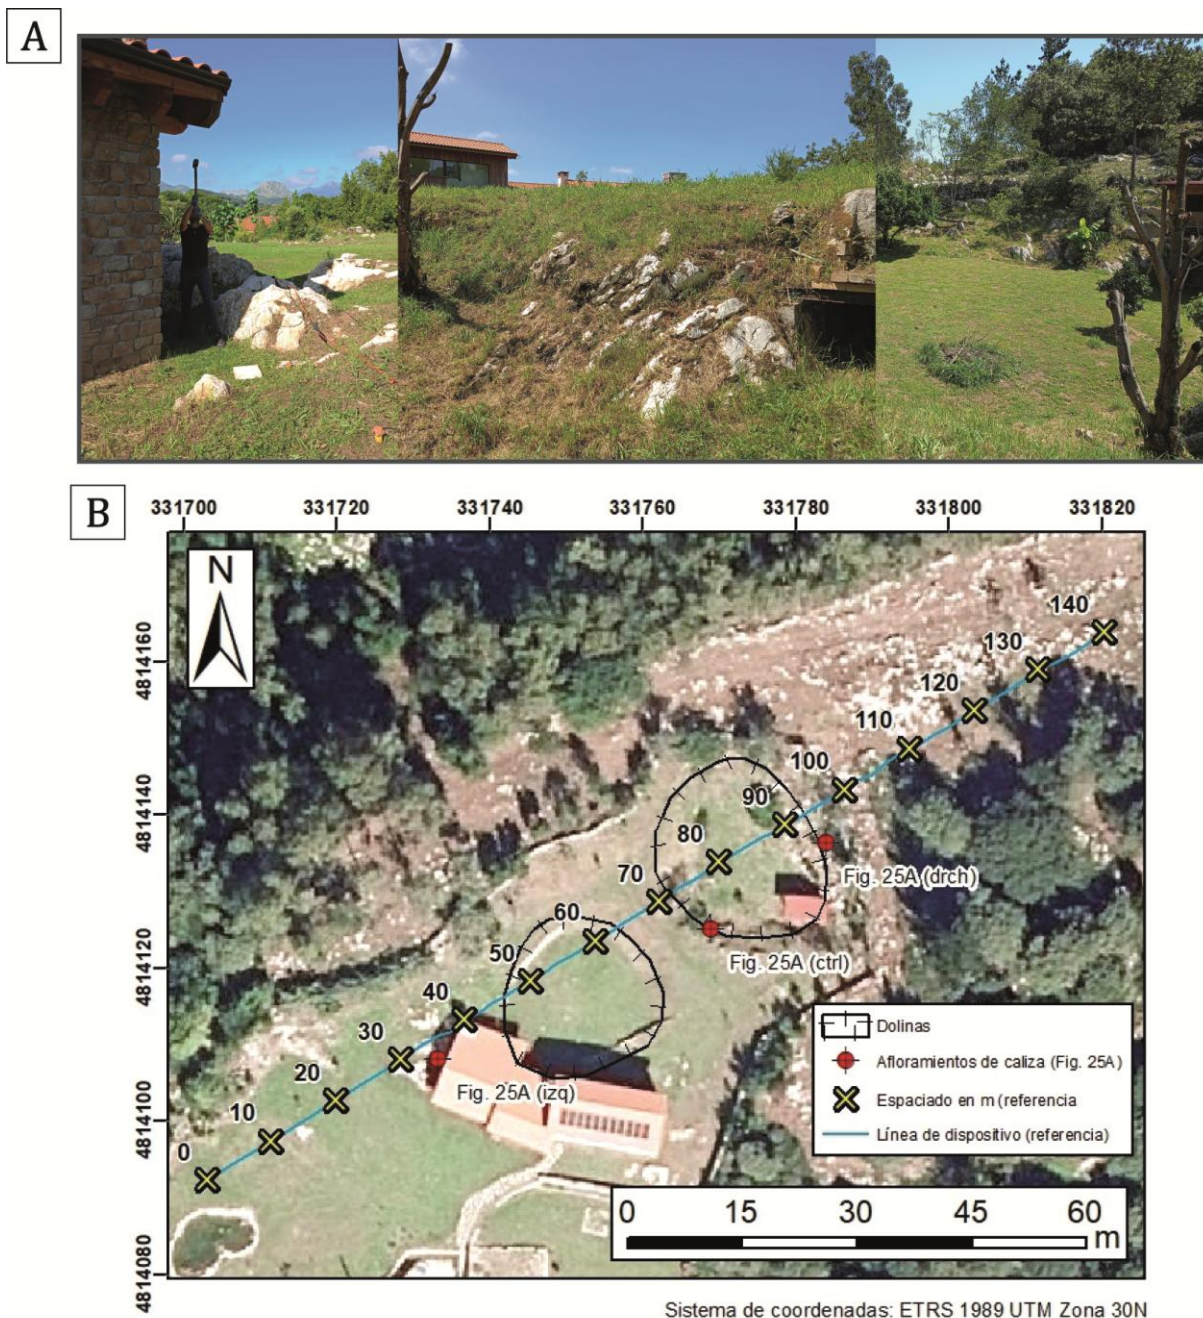 A
B
331700 331720 331740 331760 331780 331800 331820
N
140
4814160
130
120
110
100
4814140
90
80
Fig. 25A (drch)
70
60
4814120
50
Fig. 25A (ctrl)
40
30
Dolinas
Afloramientos de caliza (Fig. 25A)
20
Fig. 25A (izq)
4814100
Espaciado en m (referencia
10
Línea de dispositivo (referencia)
0
0 15 30 45 60
m
4814080
Sistema de coordenadas: ETRS 1989 UTM Zona 30N